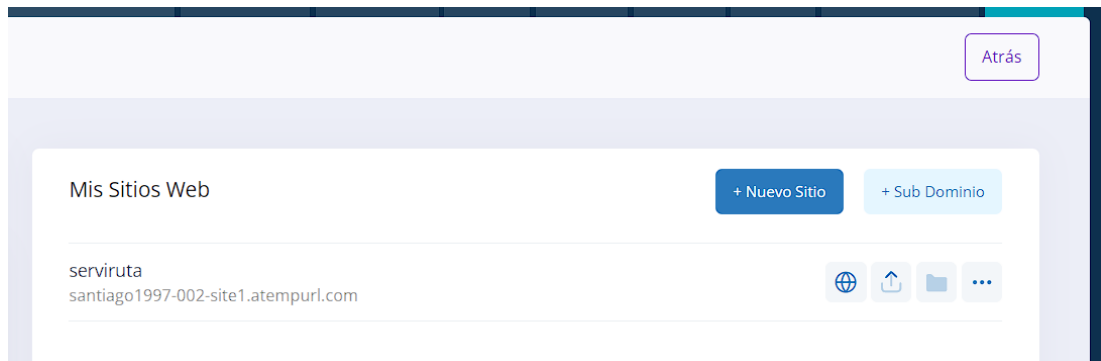 Atrás
Mis Sitios Web
+ Nuevo Sitio
+ Sub Dominio
serviruta
santiago1997-002-site1.atempurl.com